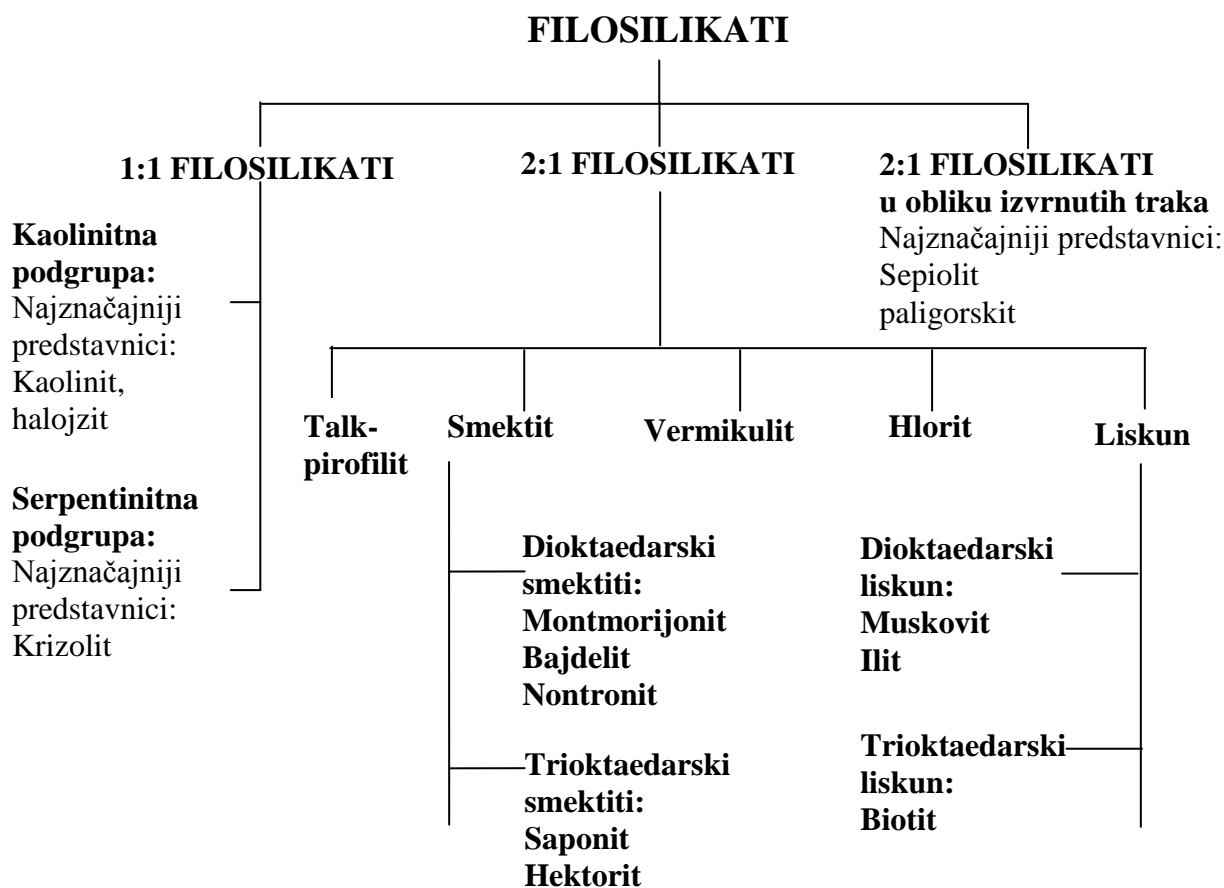 FILOSILIKATI
1:1 FILOSILIKATI
Kaolinitna
podgrupa:
Najznačajniji
predstavnici:
Kaolinit,
halojzit
Serpentinitna
podgrupa:
Najznačajniji
predstavnici:
Krizolit
2:1 FILOSILIKATI
Talk-
pirofilit
Smektit
Dioktaedarski
smektiti:
Montmorijonit
Bajdelit
Nontronit
Trioktaedarski
smektiti:
Saponit
Hektorit
Vermikulit
Hlorit
Liskun
Dioktaedarski
liskun:
Muskovit
Ilit
Trioktaedarski
liskun:
Biotit
2:1 FILOSILIKATI
u obliku izvrnutih traka
Najznačajniji predstavnici:
Sepiolit
paligorskit